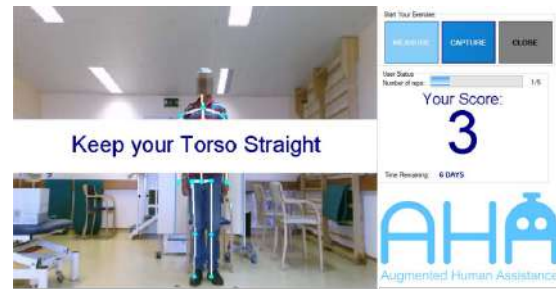 Start Your Exercise:
MEASURE
CAPTURE
CLOSE
User Status
Number of reps:
1/5
Keep your Torso Straight
Your Score:
3
Time Remaining:
6 DAYS
AHA
Augmented Human Assistance